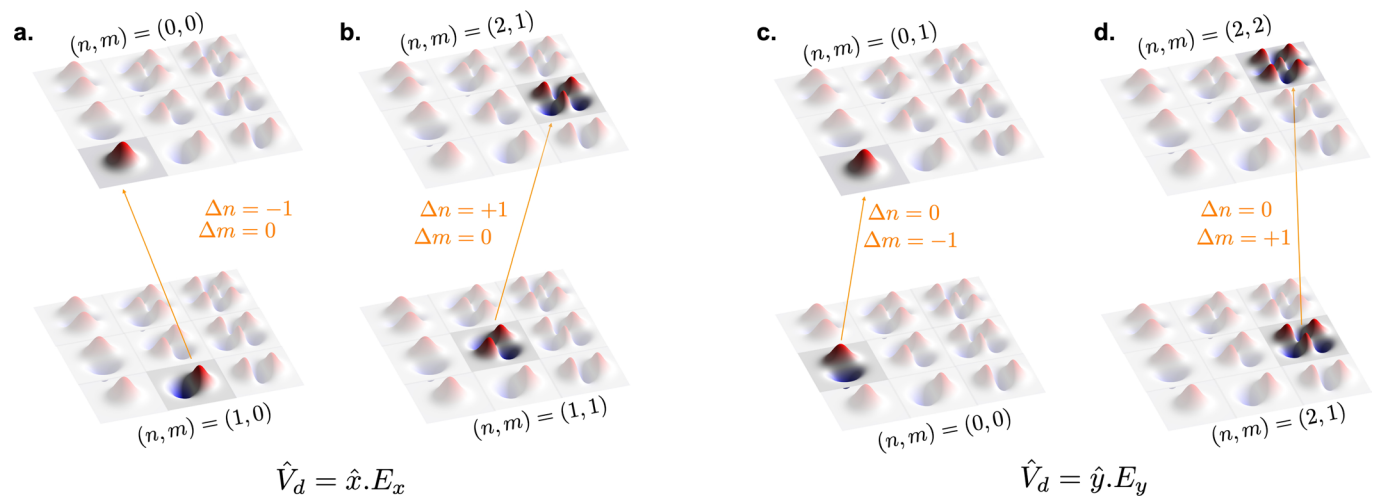 a.
(n, m) = (0, 0)
Δn = −1
Δm = 0
(n, m) = (1, 0)
b.
(n, m) = (2, 1)
Δn = +1
Δm = 0
(n, m) = (1, 1)
V̂_d = x̂.E_x
c.
(n, m) = (0, 1)
Δn = 0
Δm = −1
(n, m) = (0, 0)
d.
(n, m) = (2, 2)
Δn = 0
Δm = +1
(n, m) = (2, 1)
V̂_d = ŷ.E_y